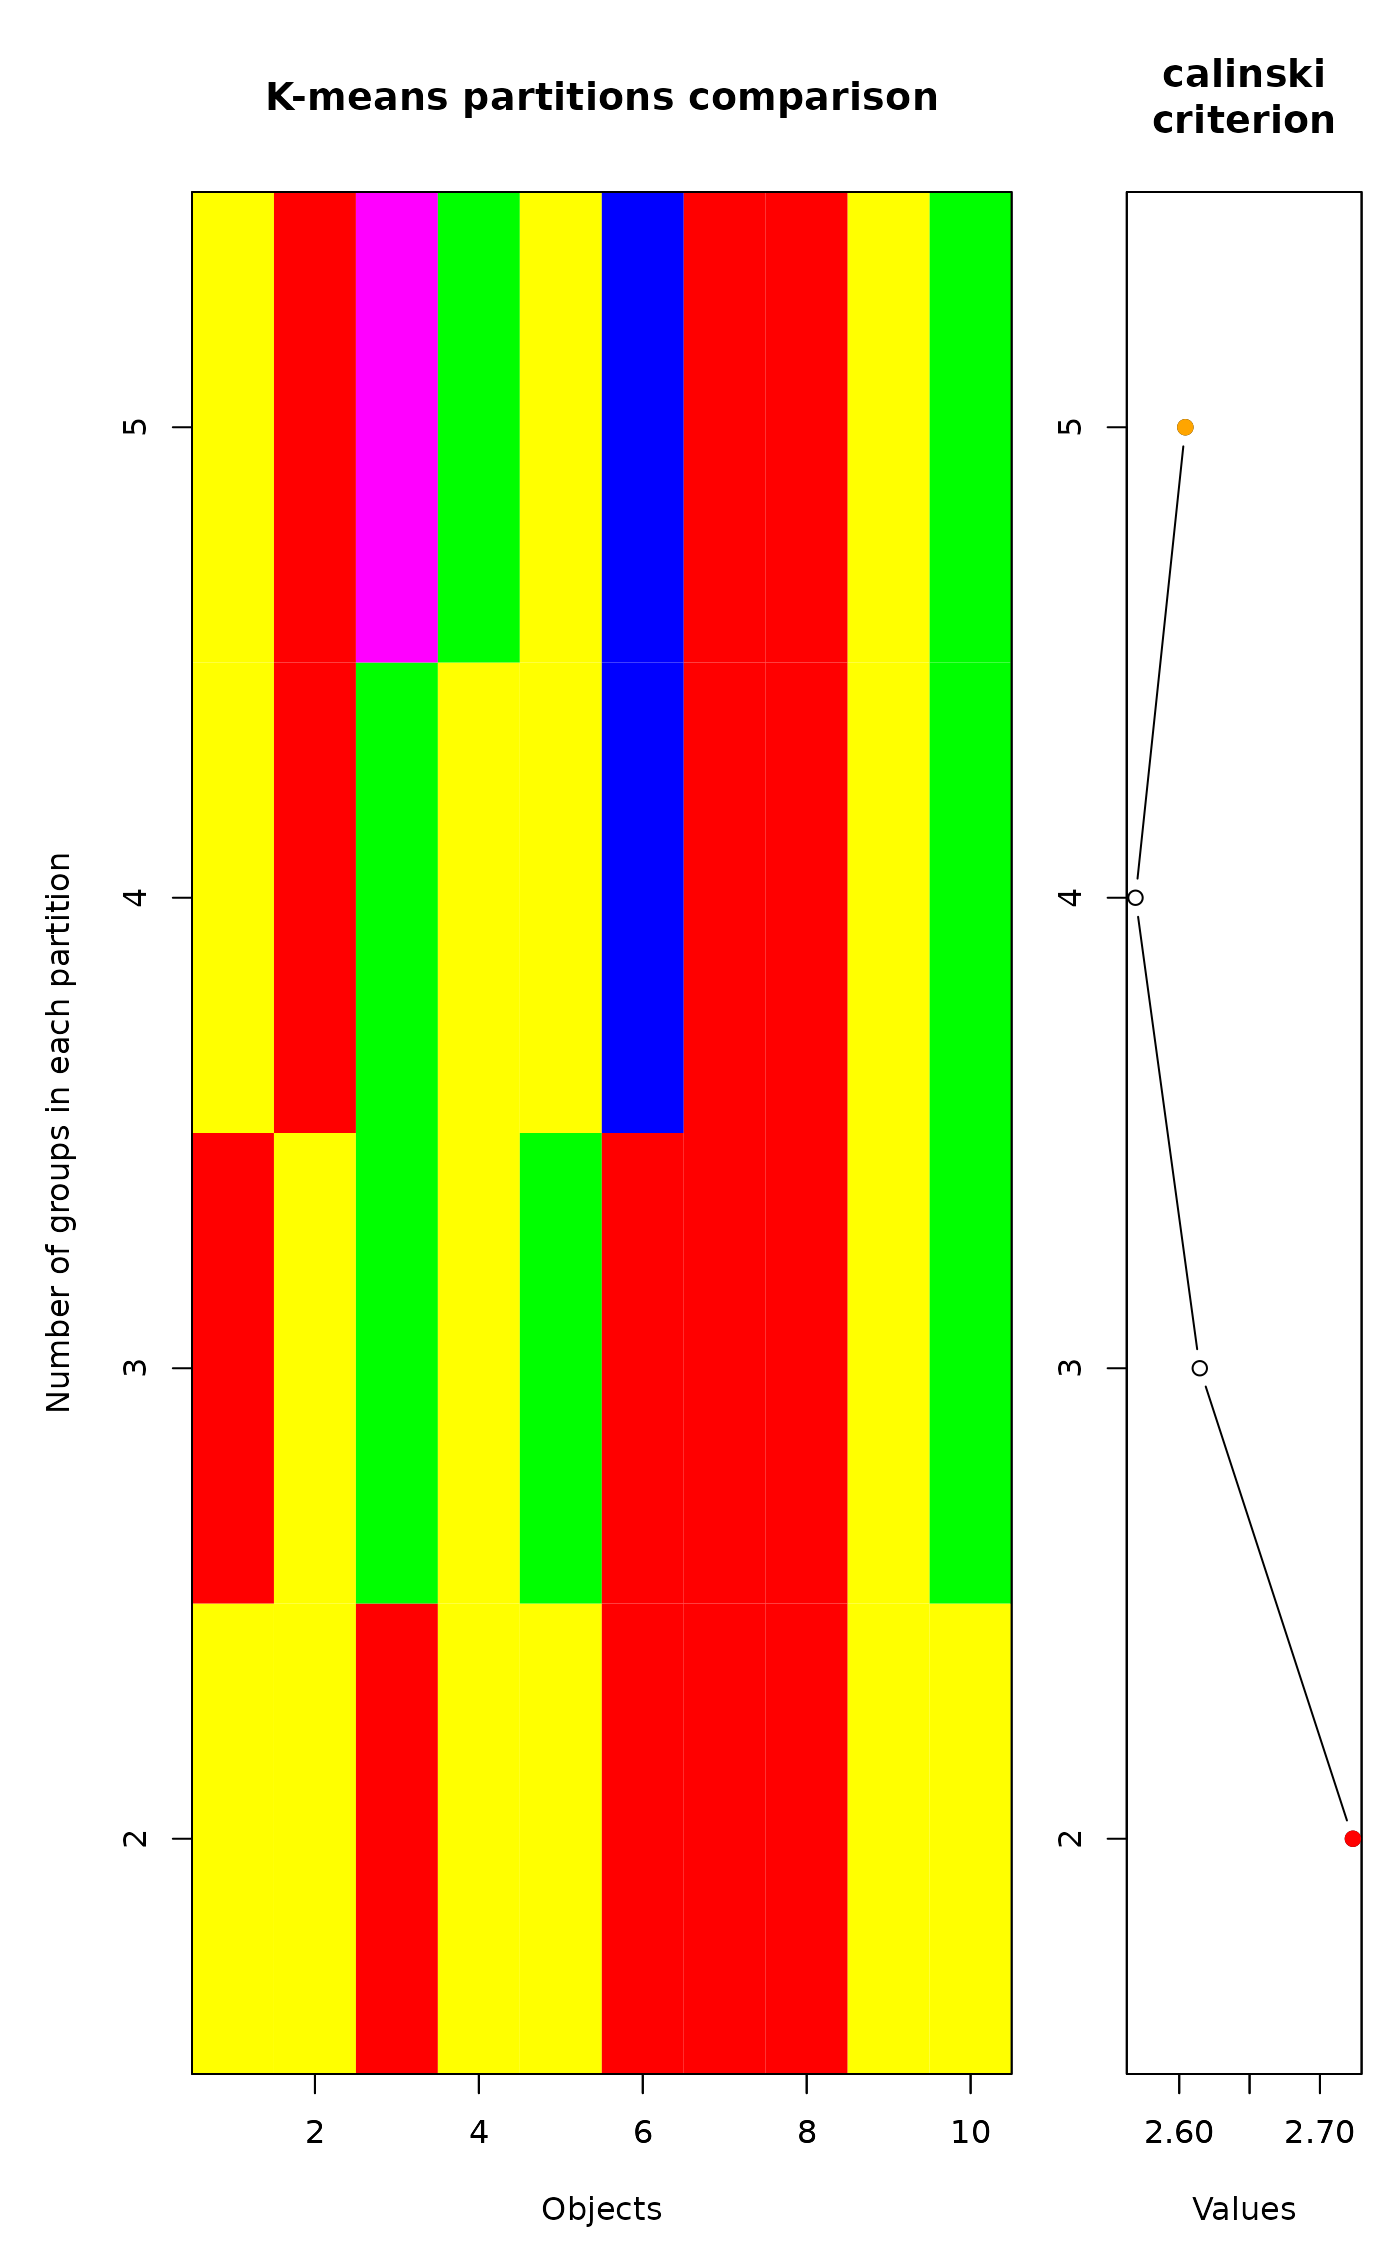 K-means partitions comparison
calinski
criterion
Number of groups in each partition
5
4
3
2
2 4 6 8 10
Objects
5
4
3
2
2.60 2.70
Values